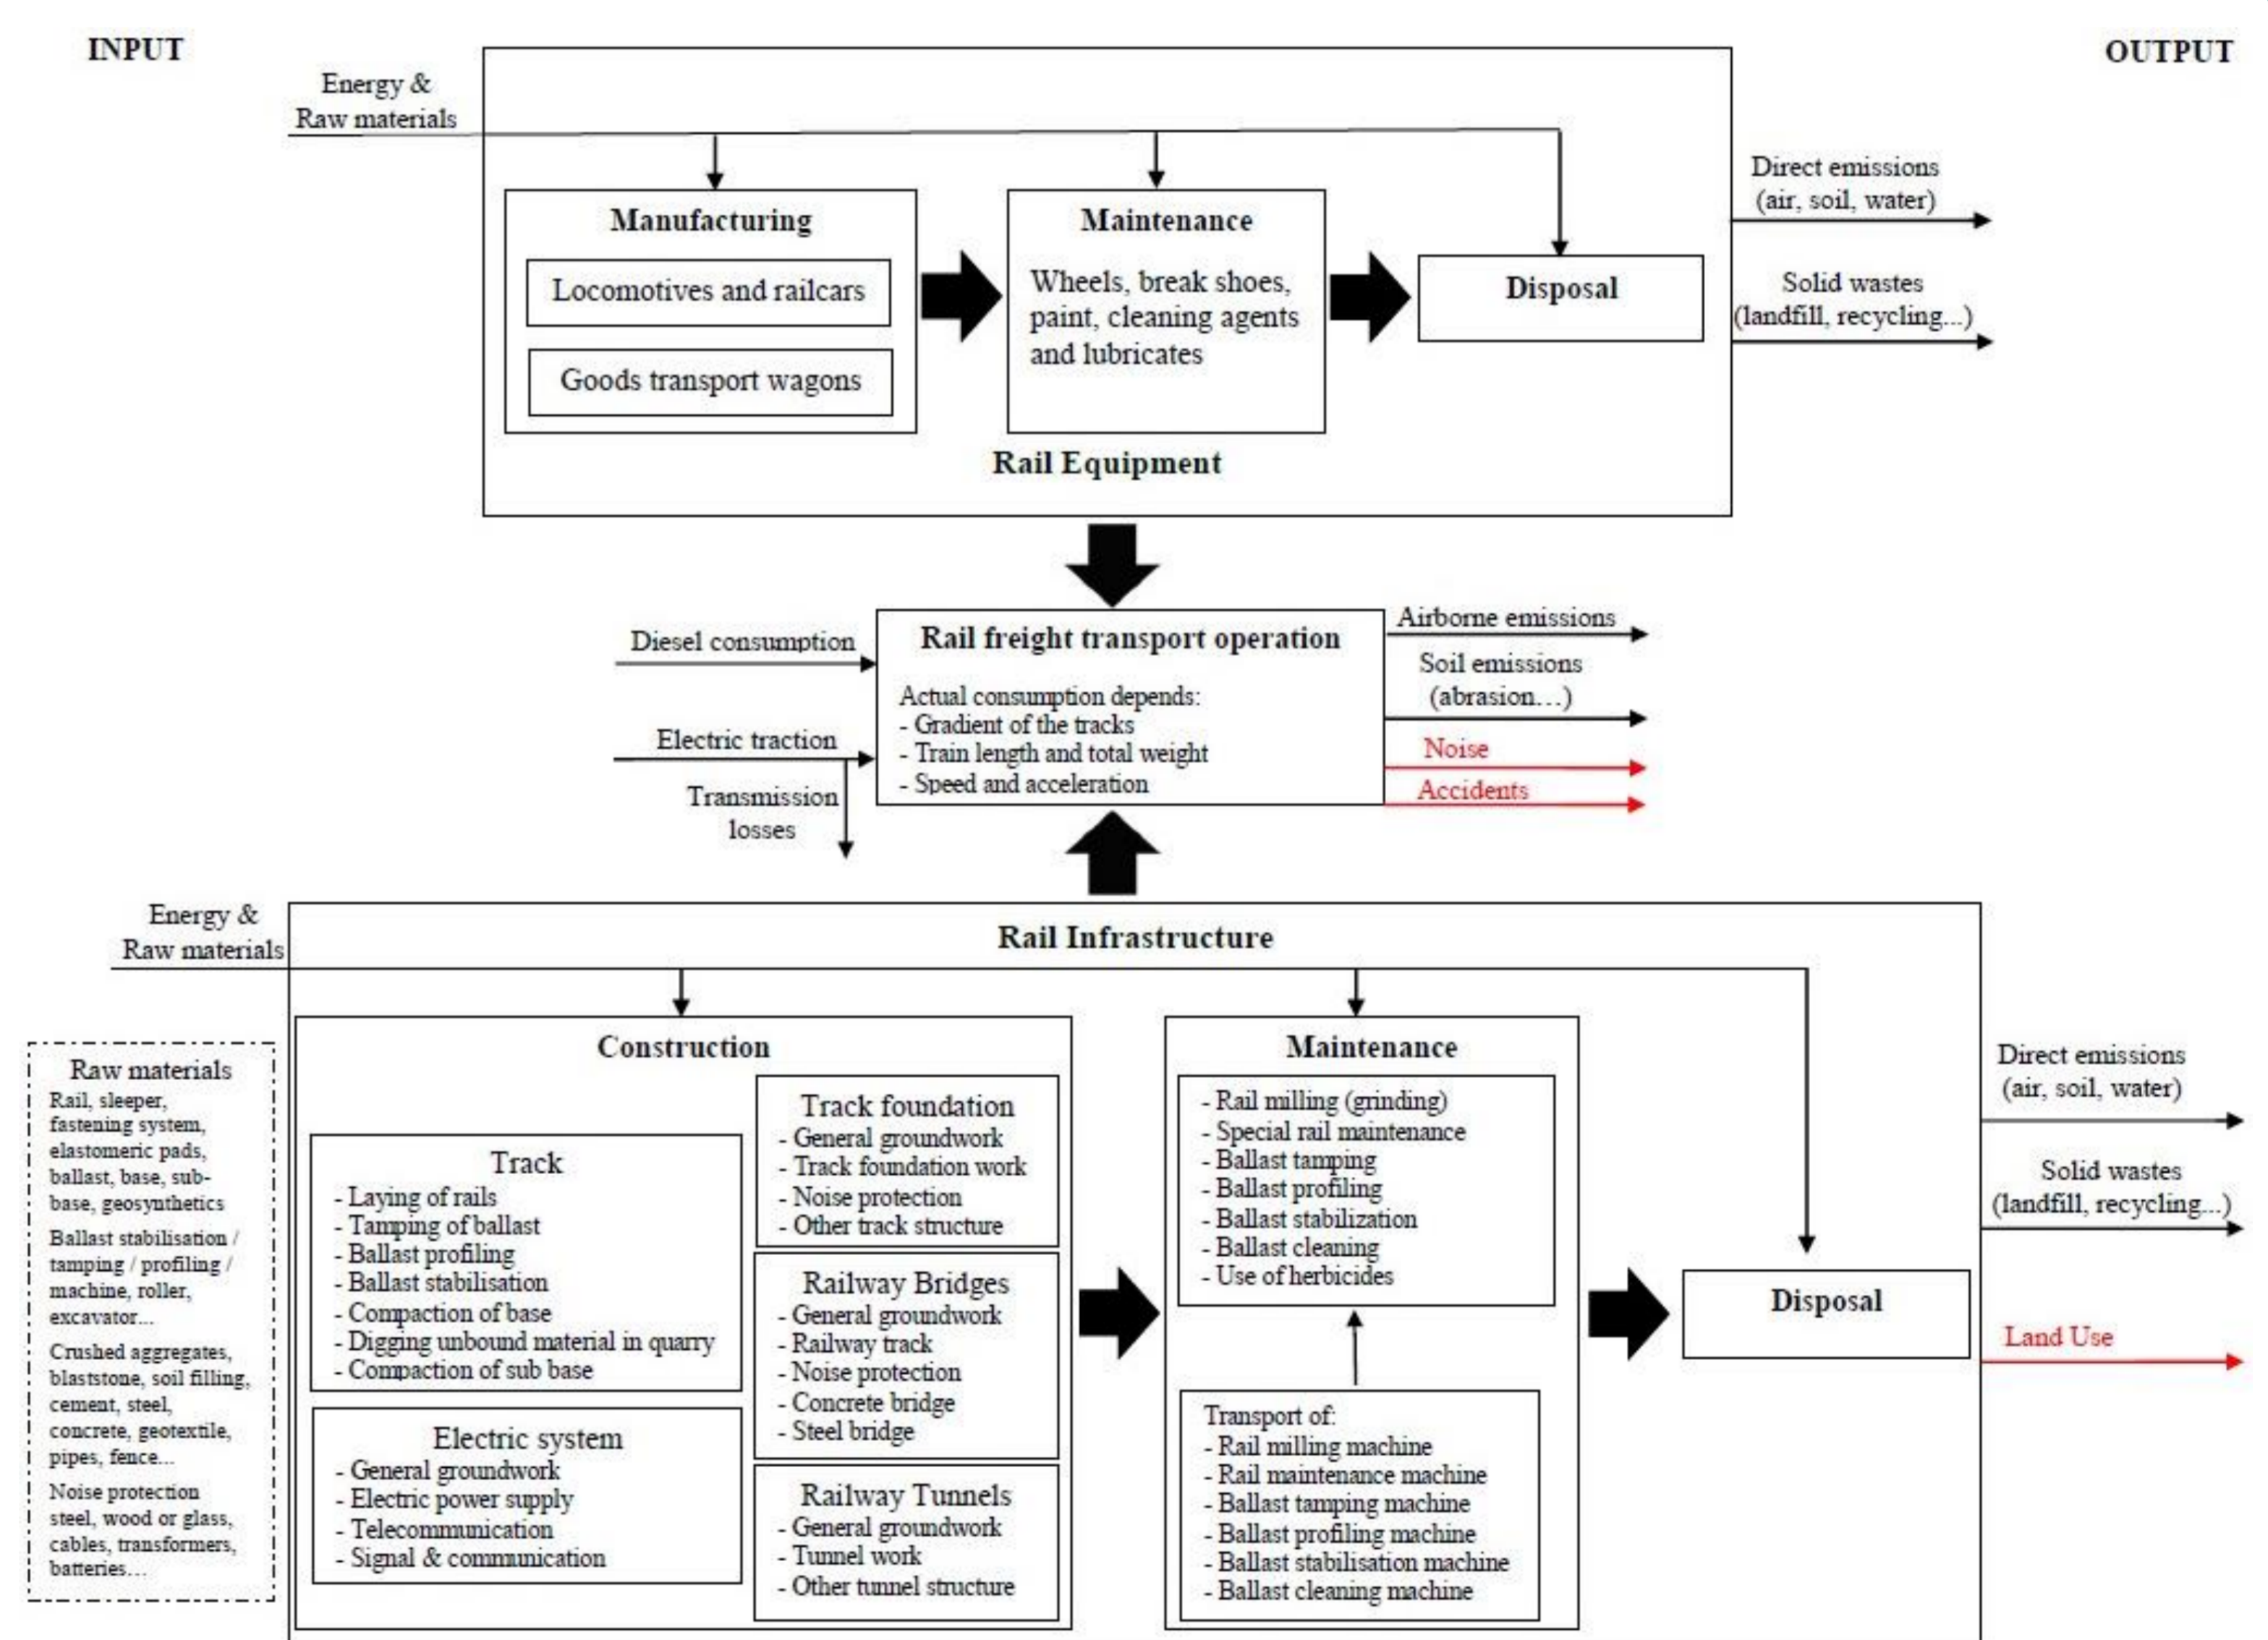 INPUT
OUTPUT
Energy &
Raw materials
Manufacturing
Locomotives and railcars
Goods transport wagons
Maintenance
Wheels, break shoes,
paint, cleaning agents
and lubricates
Disposal
Rail Equipment
Direct emissions
(air, soil, water)
Solid wastes
(landfill, recycling...)
Diesel consumption
Electric traction
Transmission
losses
Rail freight transport operation
Actual consumption depends:
- Gradient of the tracks
- Train length and total weight
- Speed and acceleration
Airborne emissions
Soil emissions
(abrasion…)
Noise
Accidents
Energy &
Raw materials
Rail Infrastructure
Raw materials
Rail, sleeper,
fastening system,
elastomeric pads,
ballast, base, sub-
base, geosynthetics
Ballast stabilisation /
tamping / profiling /
machine, roller,
excavator...
Crushed aggregates,
blaststone, soil filling,
cement, steel,
concrete, geotextile,
pipes, fence...
Noise protection
steel, wood or glass,
cables, transformers,
batteries…
Construction
Track
- Laying of rails
- Tamping of ballast
- Ballast profiling
- Ballast stabilisation
- Compaction of base
- Digging unbound material in quarry
- Compaction of sub base
Electric system
- General groundwork
- Electric power supply
- Telecommunication
- Signal & communication
Track foundation
- General groundwork
- Track foundation work
- Noise protection
- Other track structure
Railway Bridges
- General groundwork
- Railway track
- Noise protection
- Concrete bridge
- Steel bridge
Railway Tunnels
- General groundwork
- Tunnel work
- Other tunnel structure
Maintenance
- Rail milling (grinding)
- Special rail maintenance
- Ballast tamping
- Ballast profiling
- Ballast stabilization
- Ballast cleaning
- Use of herbicides
Transport of:
- Rail milling machine
- Rail maintenance machine
- Ballast tamping machine
- Ballast profiling machine
- Ballast stabilisation machine
- Ballast cleaning machine
Disposal
Direct emissions
(air, soil, water)
Solid wastes
(landfill, recycling...)
Land Use